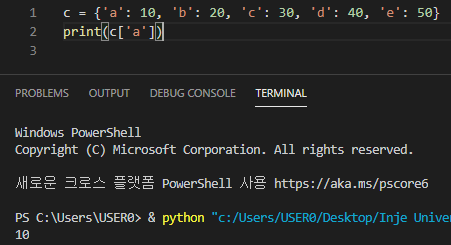 1 c = {'a': 10, 'b': 20, 'c': 30, 'd': 40, 'e': 50}
2 print(c['a'])
PROBLEMS OUTPUT DEBUG CONSOLE TERMINAL
Windows PowerShell
Copyright (C) Microsoft Corporation. All rights reserved.
새로운 크로스 플랫폼 PowerShell 사용 https://aka.ms/pscore6
PS C:\Users\USER0> & python "c:/Users/USER0/Desktop/Inje Univer
10